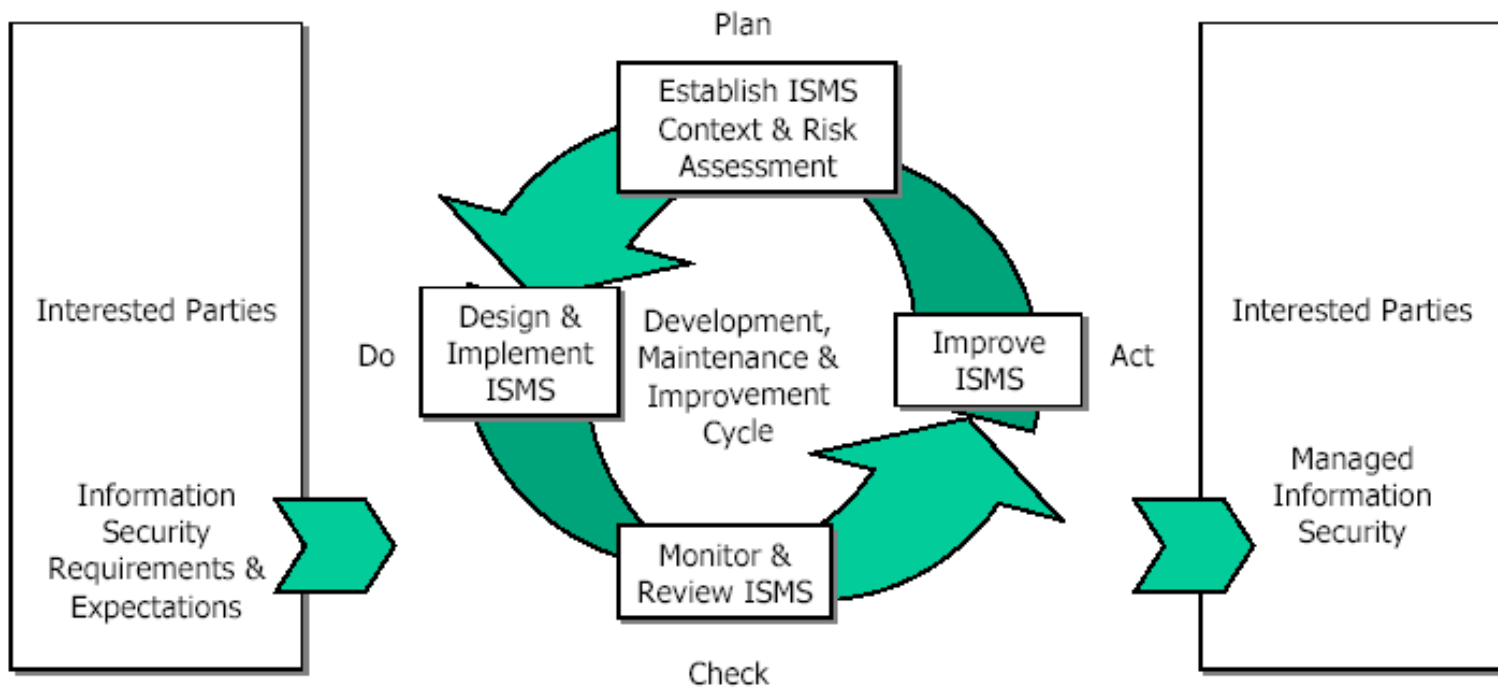 Plan
Establish ISMS
Context & Risk
Assessment
Interested Parties
Information
Security
Requirements &
Expectations
Do
Design &
Implement
ISMS
Development,
Maintenance &
Improvement
Cycle
Improve
ISMS
Act
Monitor &
Review ISMS
Check
Interested Parties
Managed
Information
Security